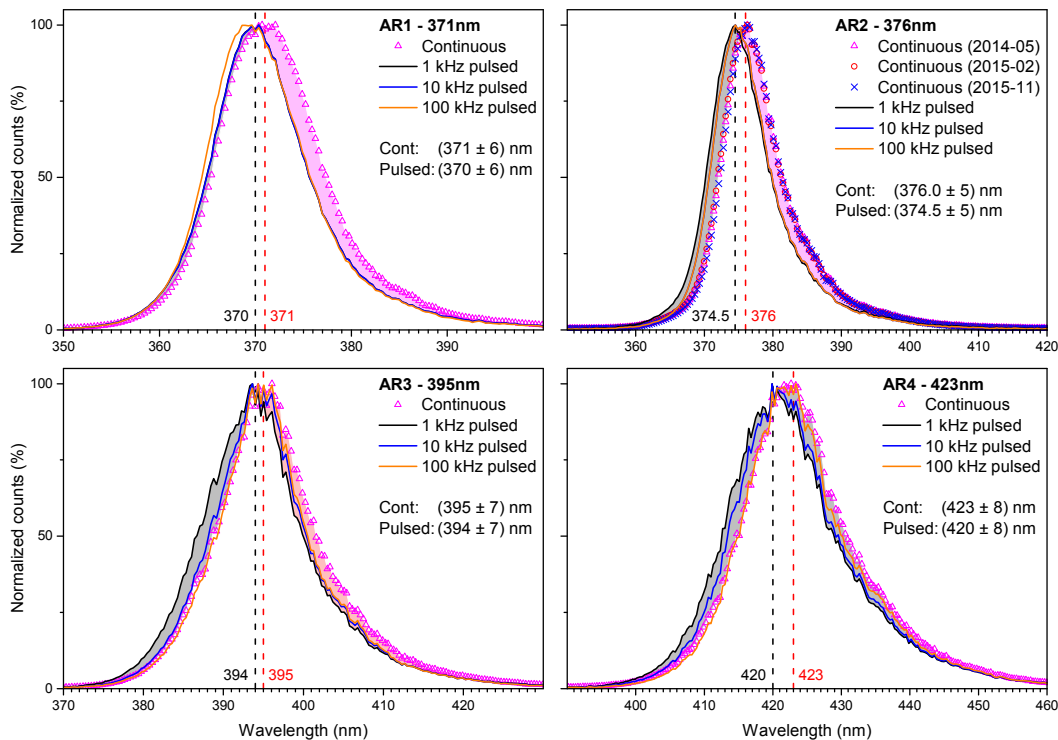 AR1 - 371nm
Continuous
1 kHz pulsed
10 kHz pulsed
100 kHz pulsed
Cont: (371 ± 6) nm
Pulsed: (370 ± 6) nm
Normalized counts (%)
100
50
0
370
371
350
360
370
380
390
AR2 - 376nm
Continuous (2014-05)
Continuous (2015-02)
Continuous (2015-11)
1 kHz pulsed
10 kHz pulsed
100 kHz pulsed
Cont: (376.0 ± 5) nm
Pulsed: (374.5 ± 5) nm
100
50
0
374.5
376
360
370
380
390
400
410
420
AR3 - 395nm
Continuous
1 kHz pulsed
10 kHz pulsed
100 kHz pulsed
Cont: (395 ± 7) nm
Pulsed: (394 ± 7) nm
Normalized counts (%)
100
50
0
394
395
370
380
390
400
410
420
Wavelength (nm)
AR4 - 423nm
Continuous
1 kHz pulsed
10 kHz pulsed
100 kHz pulsed
Cont: (423 ± 8) nm
Pulsed: (420 ± 8) nm
100
50
0
420
423
400
410
420
430
440
450
460
Wavelength (nm)